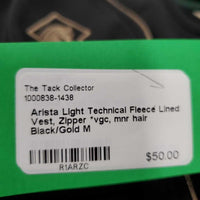 The Tack Collector
1000838-1438
Arista Light Technical Fleece Lined
Vest, Zipper *vgc, mnr hair
Black/Gold M
R1ARZC
$50.00